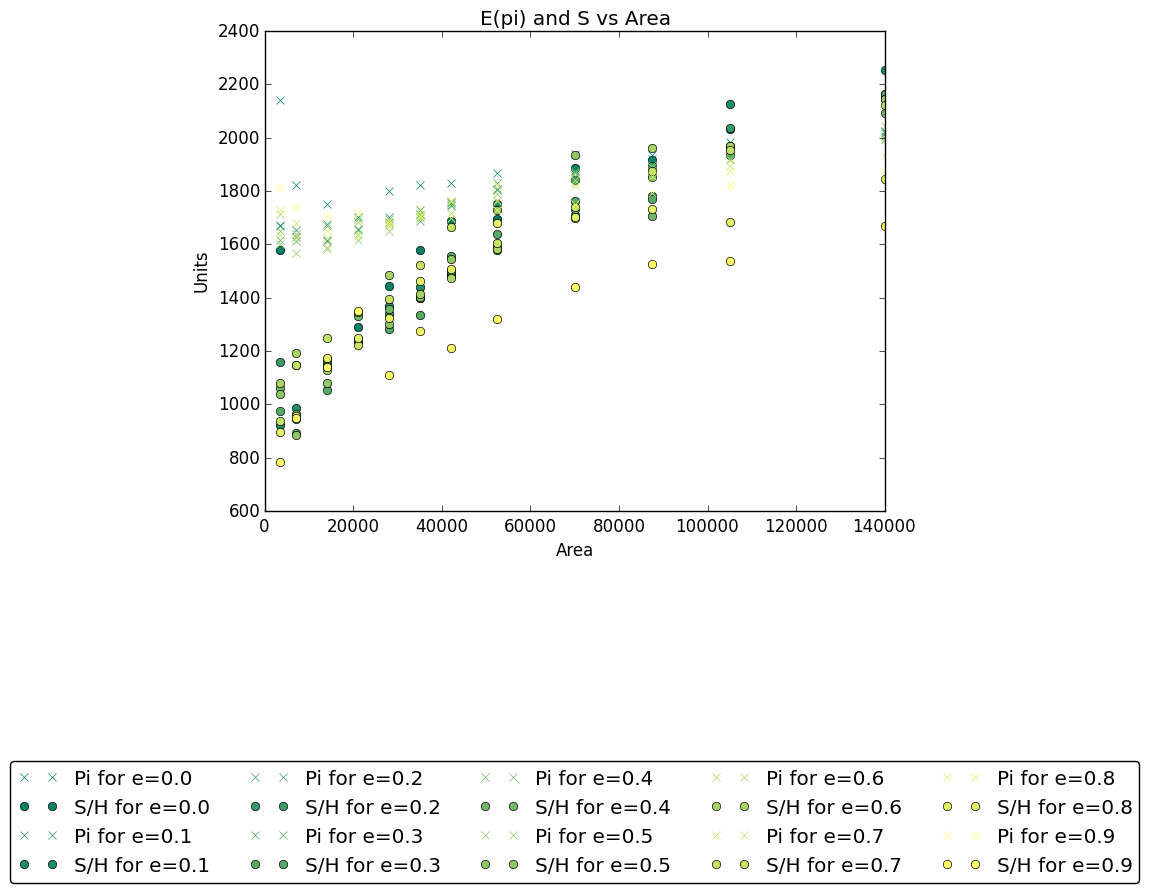 E(pi) and S vs Area
2400
2200
2000
1800
1600
1400
1200
1000
800
600
Units
0 20000 40000 60000 80000 100000 120000 140000
Area
Pi for e=0.0 Pi for e=0.2 Pi for e=0.4 Pi for e=0.6 Pi for e=0.8
S/H for e=0.0 S/H for e=0.2 S/H for e=0.4 S/H for e=0.6 S/H for e=0.8
Pi for e=0.1 Pi for e=0.3 Pi for e=0.5 Pi for e=0.7 Pi for e=0.9
S/H for e=0.1 S/H for e=0.3 S/H for e=0.5 S/H for e=0.7 S/H for e=0.9